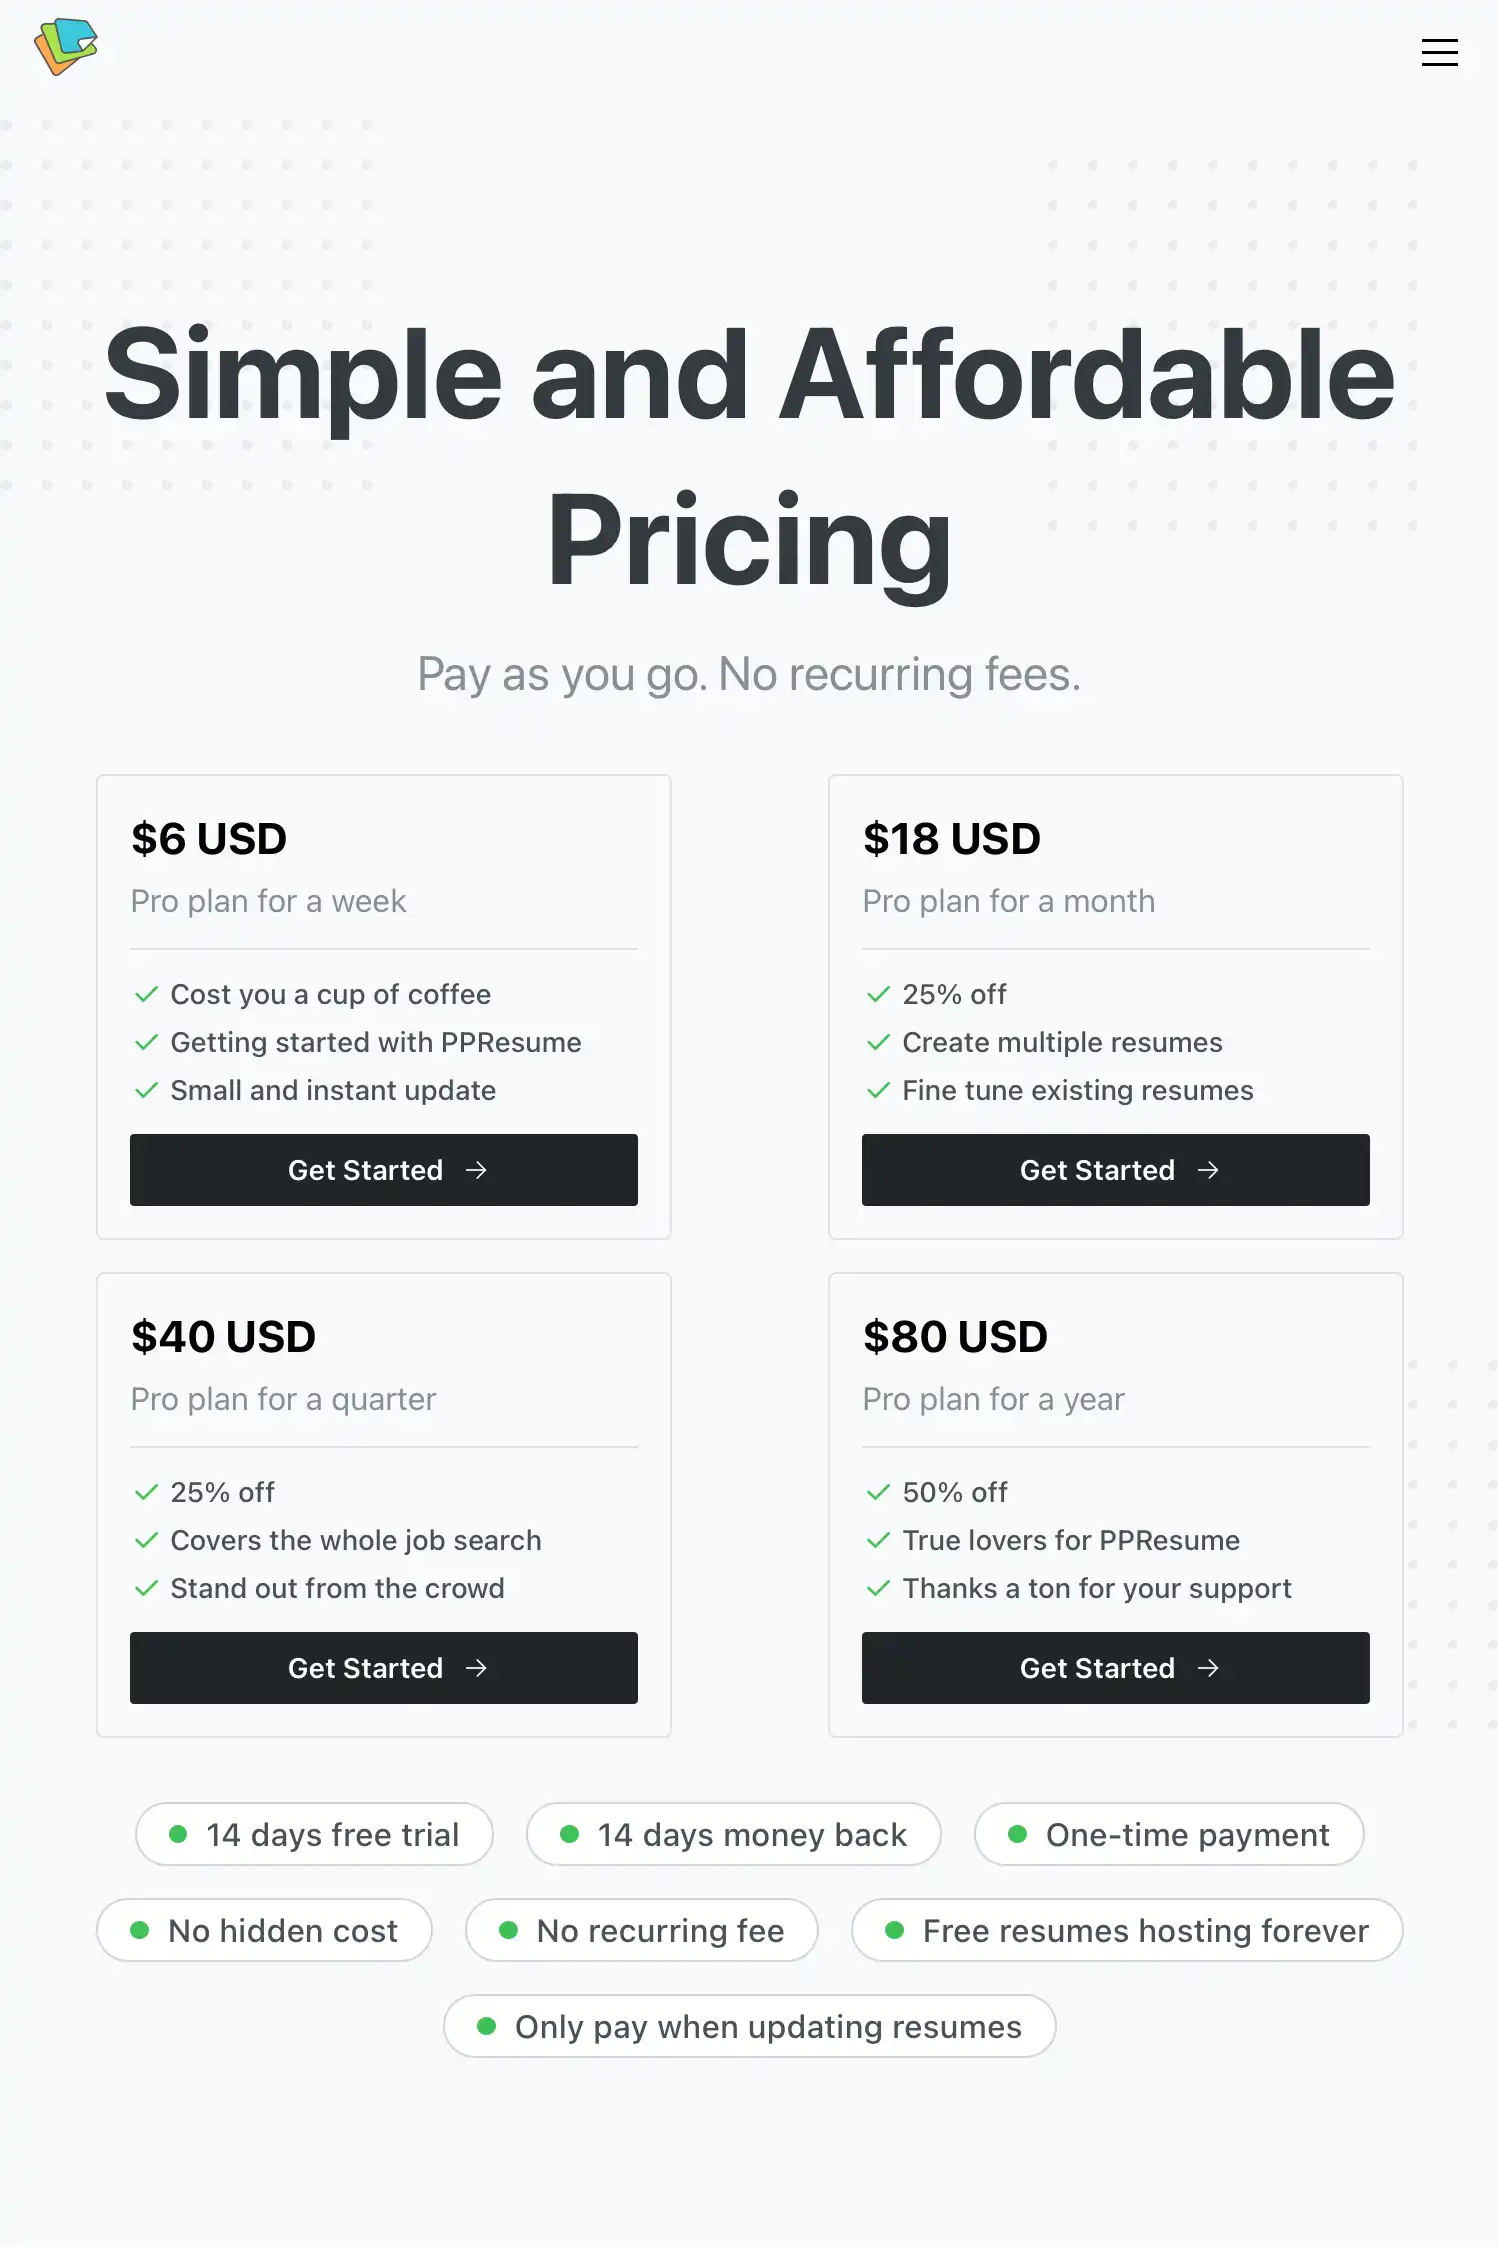 Simple and Affordable
Pricing
Pay as you go. No recurring fees.
$6 USD
Pro plan for a week
Cost you a cup of coffee
Getting started with PPResume
Small and instant update
Get Started →
$18 USD
Pro plan for a month
25% off
Create multiple resumes
Fine tune existing resumes
Get Started →
$40 USD
Pro plan for a quarter
25% off
Covers the whole job search
Stand out from the crowd
Get Started →
$80 USD
Pro plan for a year
50% off
True lovers for PPResume
Thanks a ton for your support
Get Started →
14 days free trial
14 days money back
One-time payment
No hidden cost
No recurring fee
Free resumes hosting forever
Only pay when updating resumes